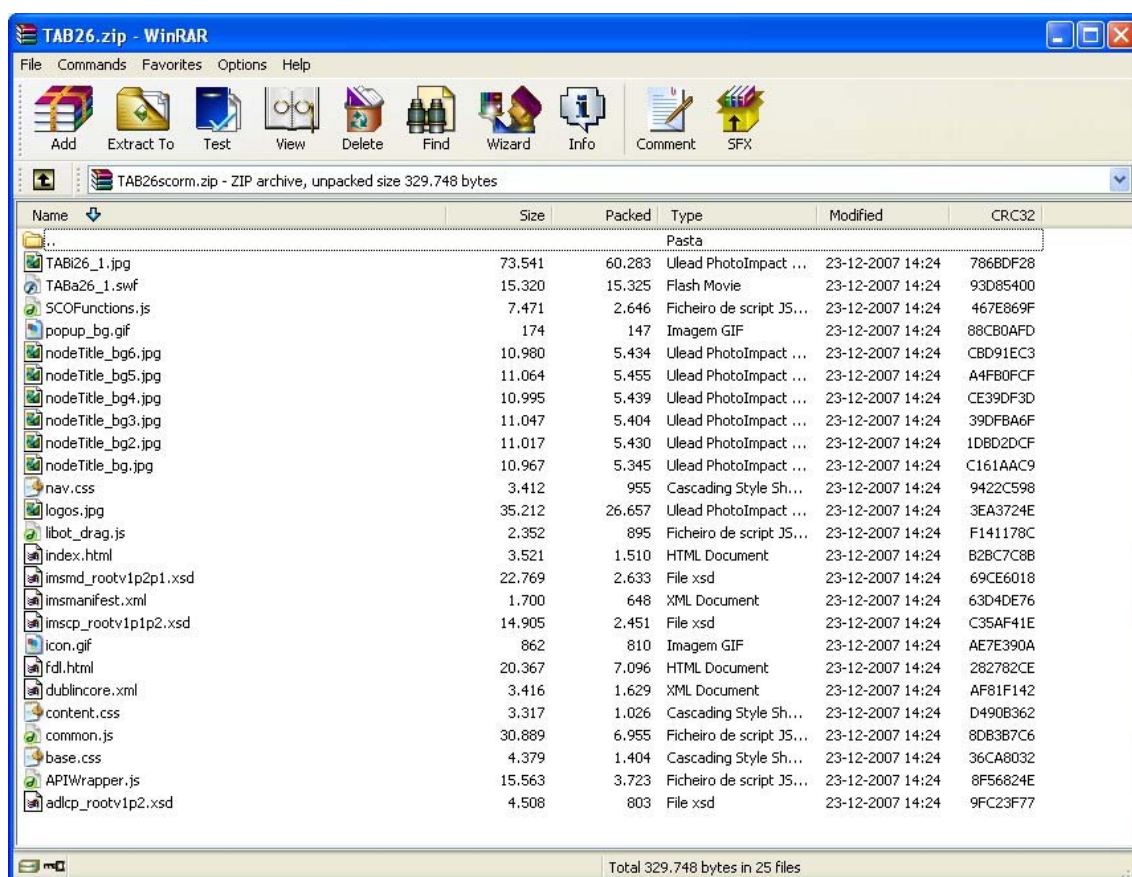 TAB26.zip - WinRAR
File Commands Favorites Options Help
Add Extract To Test View Delete Find Wizard Info Comment SFX
TAB26scorm.zip - ZIP archive, unpacked size 329.748 bytes
Name Size Packed Type Modified CRC32
.. Pasta
TABi26_1.jpg 73.541 60.283 Ulead PhotoImpact ... 23-12-2007 14:24 786BDF28
TABa26_1.swf 15.320 15.325 Flash Movie 23-12-2007 14:24 93D85400
SCOFunctions.js 7.471 2.646 Ficheiro de script JS... 23-12-2007 14:24 467E869F
popup_bg.gif 174 147 Imagem GIF 23-12-2007 14:24 88CB0AFD
nodeTitle_bg6.jpg 10.980 5.434 Ulead PhotoImpact ... 23-12-2007 14:24 CBD91EC3
nodeTitle_bg5.jpg 11.064 5.455 Ulead PhotoImpact ... 23-12-2007 14:24 A4FB0FCF
nodeTitle_bg4.jpg 10.995 5.439 Ulead PhotoImpact ... 23-12-2007 14:24 CE39DF3D
nodeTitle_bg3.jpg 11.047 5.404 Ulead PhotoImpact ... 23-12-2007 14:24 39DFBA6F
nodeTitle_bg2.jpg 11.017 5.430 Ulead PhotoImpact ... 23-12-2007 14:24 1DBD2DCF
nodeTitle_bg.jpg 10.967 5.345 Ulead PhotoImpact ... 23-12-2007 14:24 C161AAC9
nav.css 3.412 955 Cascading Style Sh... 23-12-2007 14:24 9422C598
logos.jpg 35.212 26.657 Ulead PhotoImpact ... 23-12-2007 14:24 3EA3724E
libot_drag.js 2.352 895 Ficheiro de script JS... 23-12-2007 14:24 F141178C
index.html 3.521 1.510 HTML Document 23-12-2007 14:24 B2BC7C8B
imsmd_rootv1p2p1.xsd 22.769 2.633 File xsd 23-12-2007 14:24 69CE6018
imsmanifest.xml 1.700 648 XML Document 23-12-2007 14:24 63D4DE76
imscp_rootv1p1p2.xsd 14.905 2.451 File xsd 23-12-2007 14:24 C35AF41E
icon.gif 862 810 Imagem GIF 23-12-2007 14:24 AE7E390A
fdl.html 20.367 7.096 HTML Document 23-12-2007 14:24 282782CE
dublincore.xml 3.416 1.629 XML Document 23-12-2007 14:24 AF81F142
content.css 3.317 1.026 Cascading Style Sh... 23-12-2007 14:24 D490B362
common.js 30.889 6.955 Ficheiro de script JS... 23-12-2007 14:24 8DB3B7C6
base.css 4.379 1.404 Cascading Style Sh... 23-12-2007 14:24 36CA8032
APIWrapper.js 15.563 3.723 Ficheiro de script JS... 23-12-2007 14:24 8F56824E
adlcp_rootv1p2.xsd 4.508 803 File xsd 23-12-2007 14:24 9FC23F77
Total 329.748 bytes in 25 files